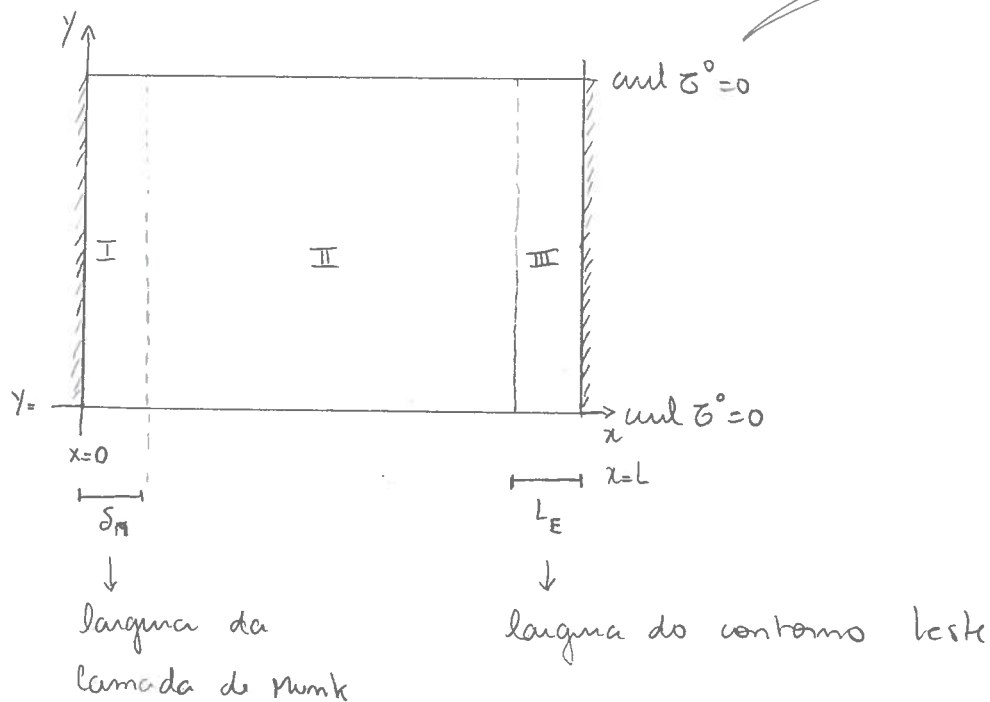 y
curl τ°=0
I
II
III
y=
x
curl τ°=0
x=0
x=L
δM
LE
largura da
camada de Munk
largura do contorno leste